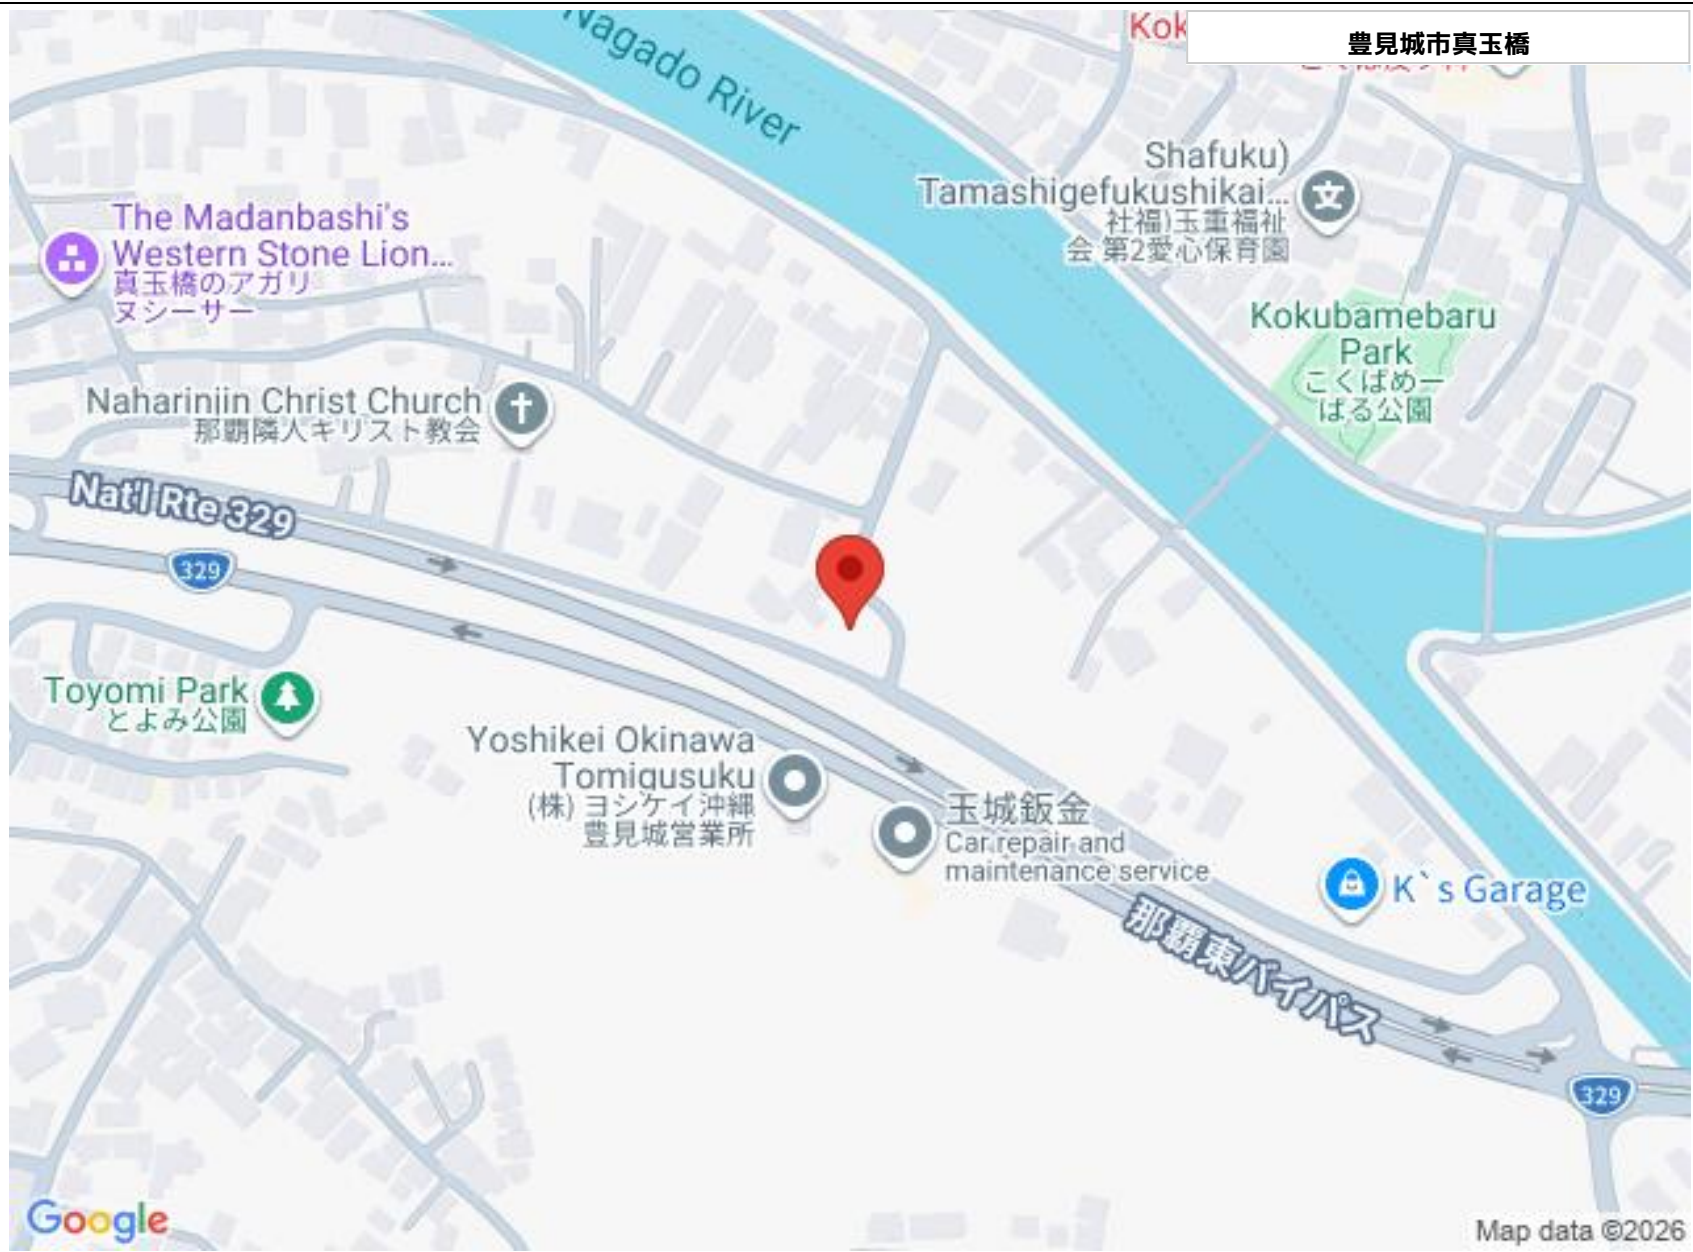 Nagado River
Kok
豊見城市真玉橋
Shafuku)
Tamashigefukushikai...
社福)玉重福祉
会 第2愛心保育園
The Madanbashi's
Western Stone Lion...
真玉橋のアガリ
ヌシーサー
Kokubamebaru
Park
こくばめー
ばる公園
Naharinjin Christ Church
那覇隣人キリスト教会
Nat'l Rte 329
329
Toyomi Park
とよみ公園
Yoshikei Okinawa
Tomigusuku
(株) ヨシケイ沖縄
豊見城営業所
玉城鈑金
Car repair and
maintenance service
K`s Garage
那覇東バイパス
329
Google
Map data ©2026